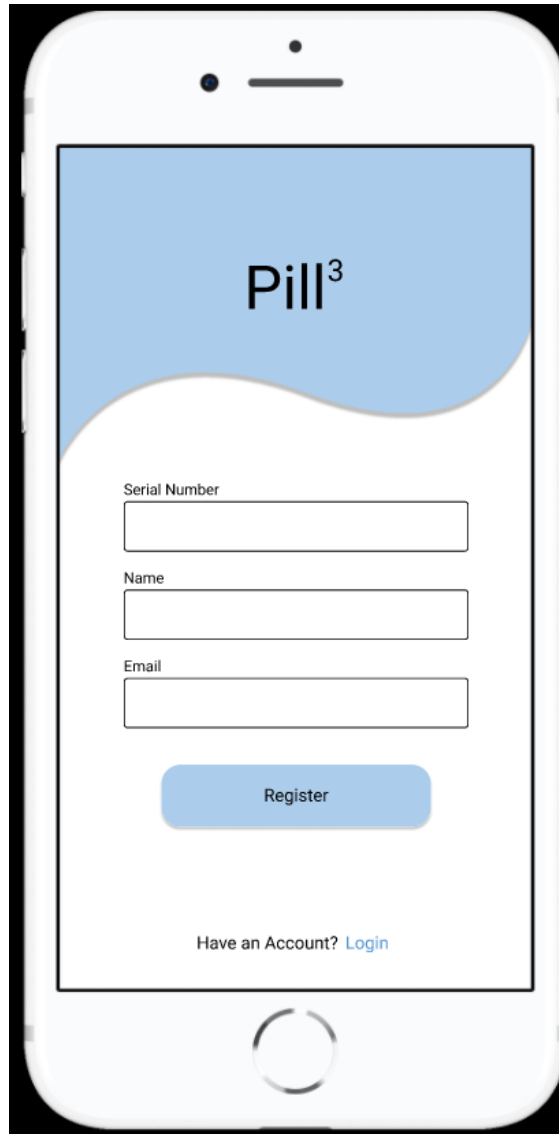 Pill³
Serial Number
Name
Email
Register
Have an Account? Login